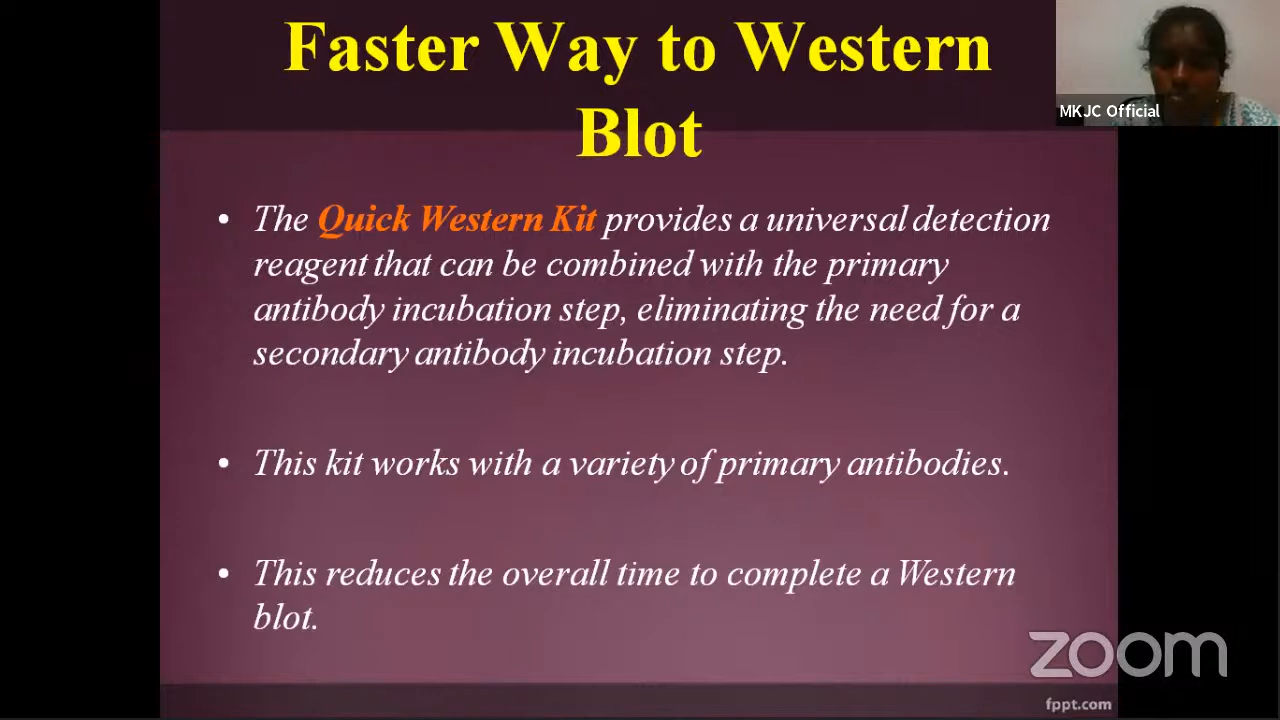 Faster Way to Western
Blot
MKJC Official
• The Quick Western Kit provides a universal detection
reagent that can be combined with the primary
antibody incubation step, eliminating the need for a
secondary antibody incubation step.
• This kit works with a variety of primary antibodies.
• This reduces the overall time to complete a Western
blot.
zoom
fppt.com